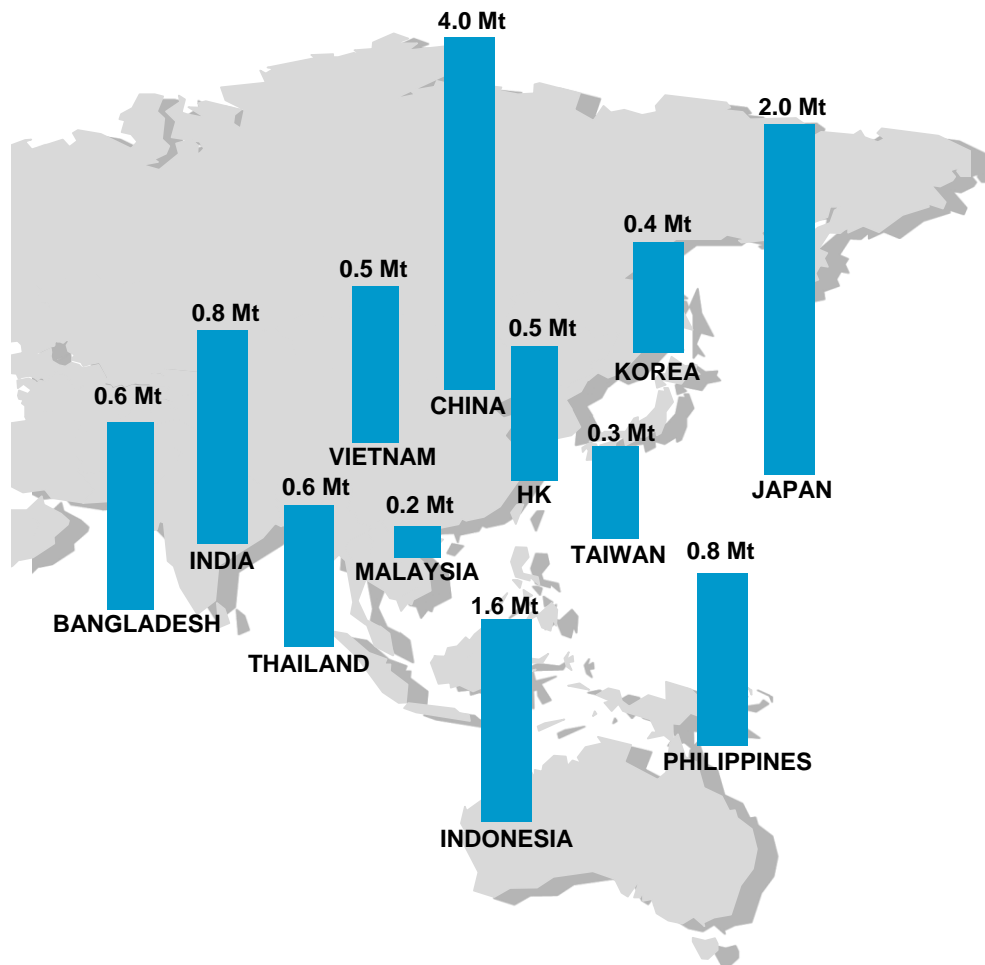 4.0 Mt
CHINA
2.0 Mt
JAPAN
0.4 Mt
KOREA
0.5 Mt
VIETNAM
0.8 Mt
INDIA
0.5 Mt
HK
0.6 Mt
BANGLADESH
0.3 Mt
TAIWAN
0.6 Mt
THAILAND
0.2 Mt
MALAYSIA
0.8 Mt
PHILIPPINES
1.6 Mt
INDONESIA